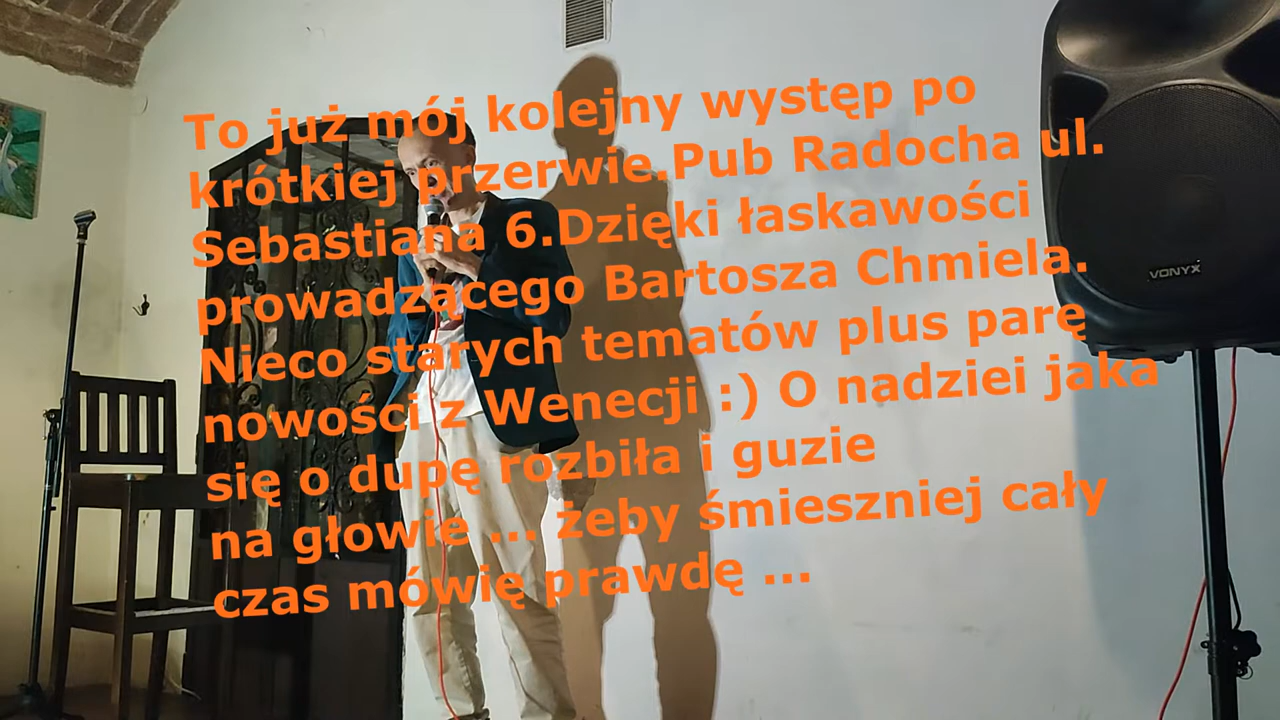 To już mój kolejny występ po
krótkiej przerwie.Pub Radocha ul.
Sebastiana 6.Dzięki łaskawości
prowadzącego Bartosza Chmiela.
Nieco starych tematów plus parę
nowości z Wenecji :) O nadziei jaka
się o dupę rozbiła i guzie
na głowie ... żeby śmieszniej cały
czas mówię prawdę ...
VONYX